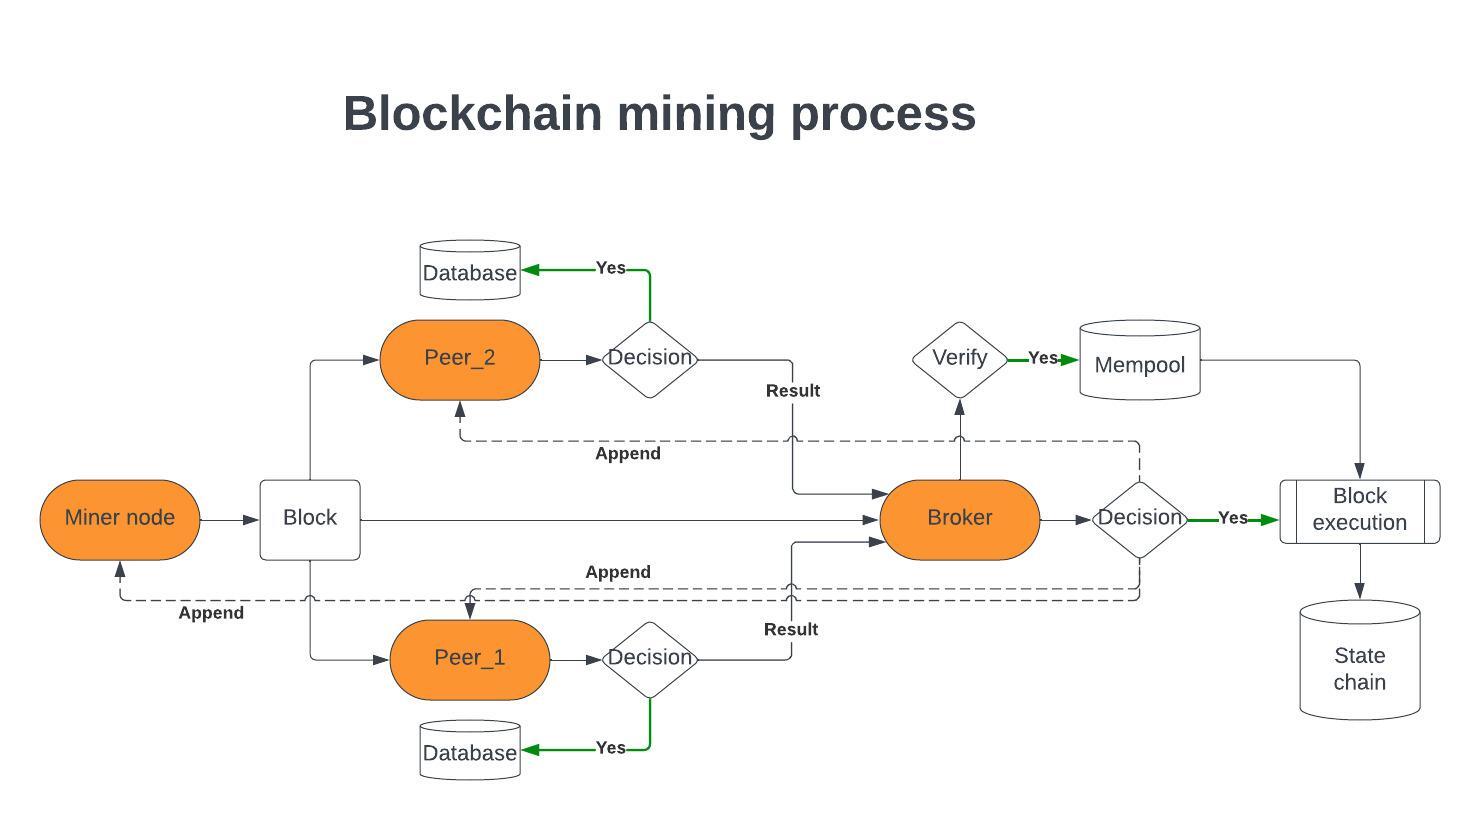 Blockchain mining process
Database
Yes
Peer_2
Decision
Verify
Yes
Mempool
Result
Append
Miner node
Block
Broker
Decision
Yes
Block
execution
Append
Append
Result
Peer_1
Decision
State
chain
Database
Yes